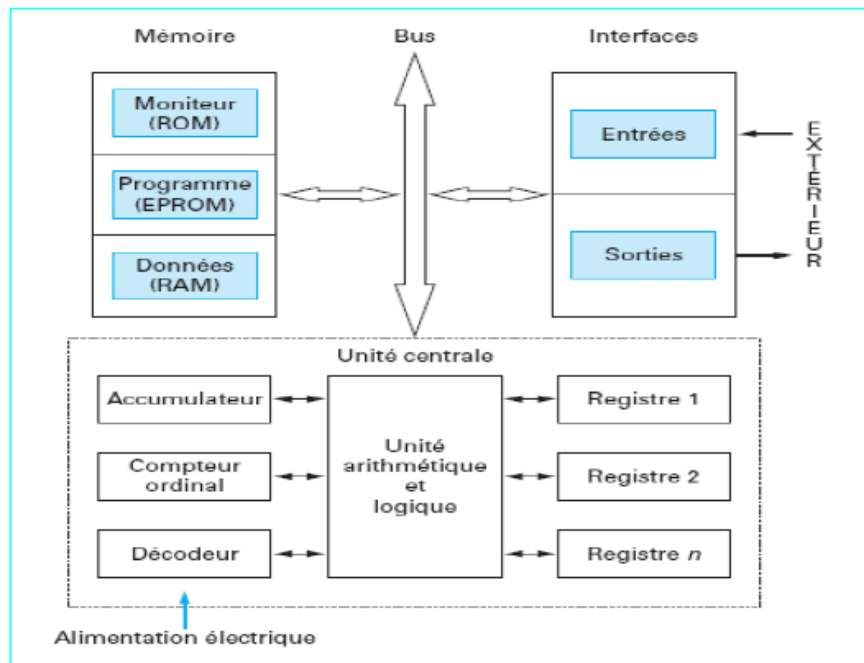 Mémoire
Bus
Interfaces
Moniteur
(ROM)
Programme
(EPROM)
Données
(RAM)
Entrées
Sorties
EXTÉRIEUR
Unité centrale
Accumulateur
Compteur
ordinal
Décodeur
Unité
arithmétique
et
logique
Registre 1
Registre 2
Registre n
Alimentation électrique